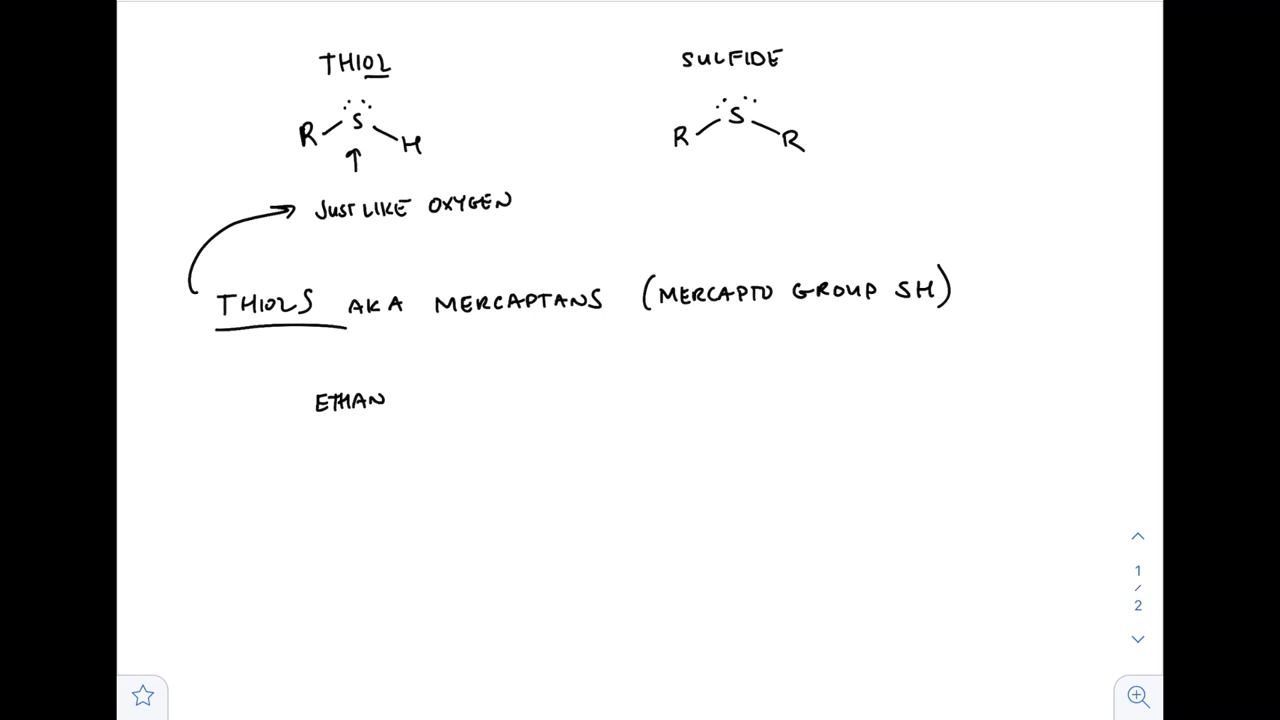 THIOL
SULFIDE
R S H
R S R
JUST LIKE OXYGEN
THIOLS AKA MERCAPTANS (MERCAPTO GROUP SH)
ETHAN
1
/
2